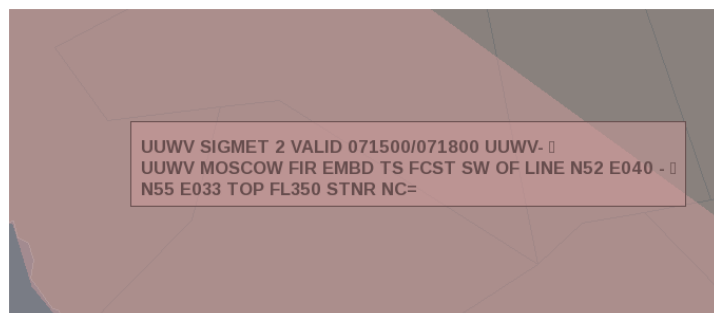 UUWV SIGMET 2 VALID 071500/071800 UUWV-
UUWV MOSCOW FIR EMBD TS FCST SW OF LINE N52 E040 -
N55 E033 TOP FL350 STNR NC=